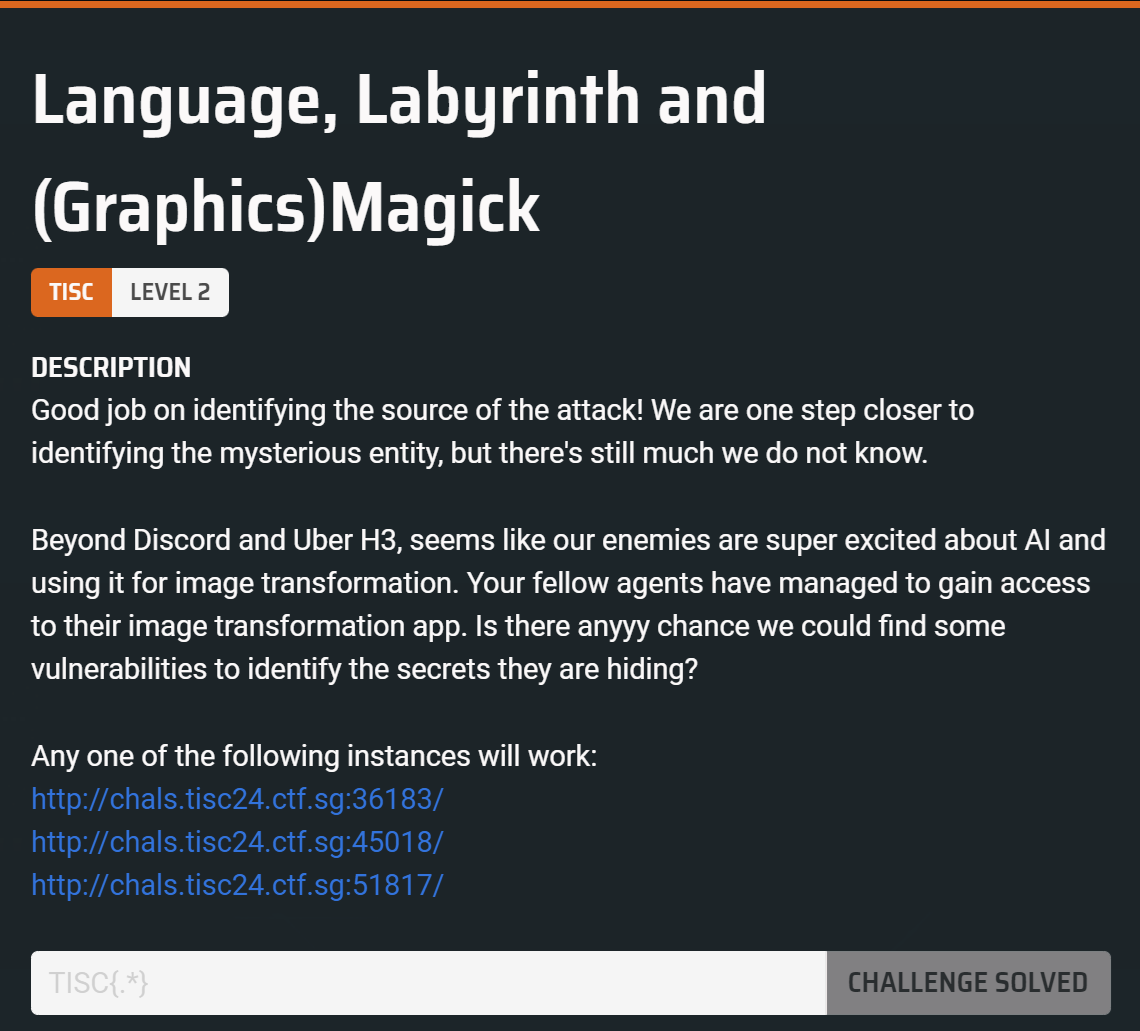 Language, Labyrinth and
(Graphics)Magick
TISC LEVEL 2
DESCRIPTION
Good job on identifying the source of the attack! We are one step closer to
identifying the mysterious entity, but there's still much we do not know.
Beyond Discord and Uber H3, seems like our enemies are super excited about AI and
using it for image transformation. Your fellow agents have managed to gain access
to their image transformation app. Is there anyyy chance we could find some
vulnerabilities to identify the secrets they are hiding?
Any one of the following instances will work:
http://chals.tisc24.ctf.sg:36183/
http://chals.tisc24.ctf.sg:45018/
http://chals.tisc24.ctf.sg:51817/
TISC{.*} CHALLENGE SOLVED